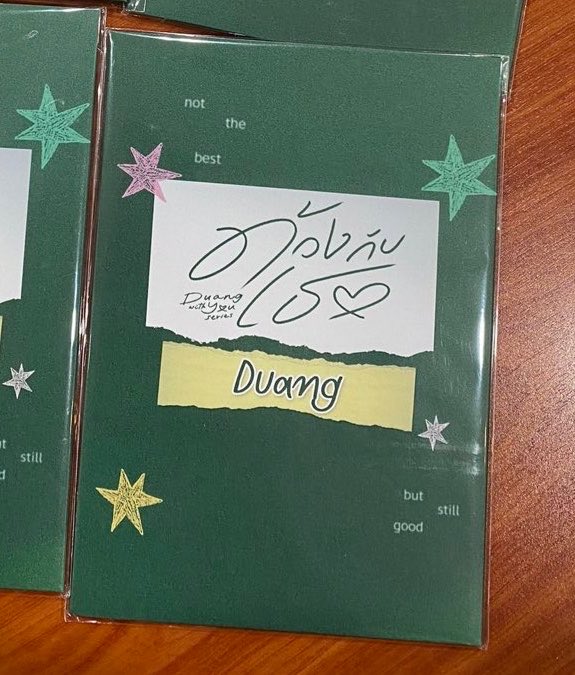 not
the
best
ด้วงกับ
เธอ
Duang
with you
series
Duang
but
still
good
still